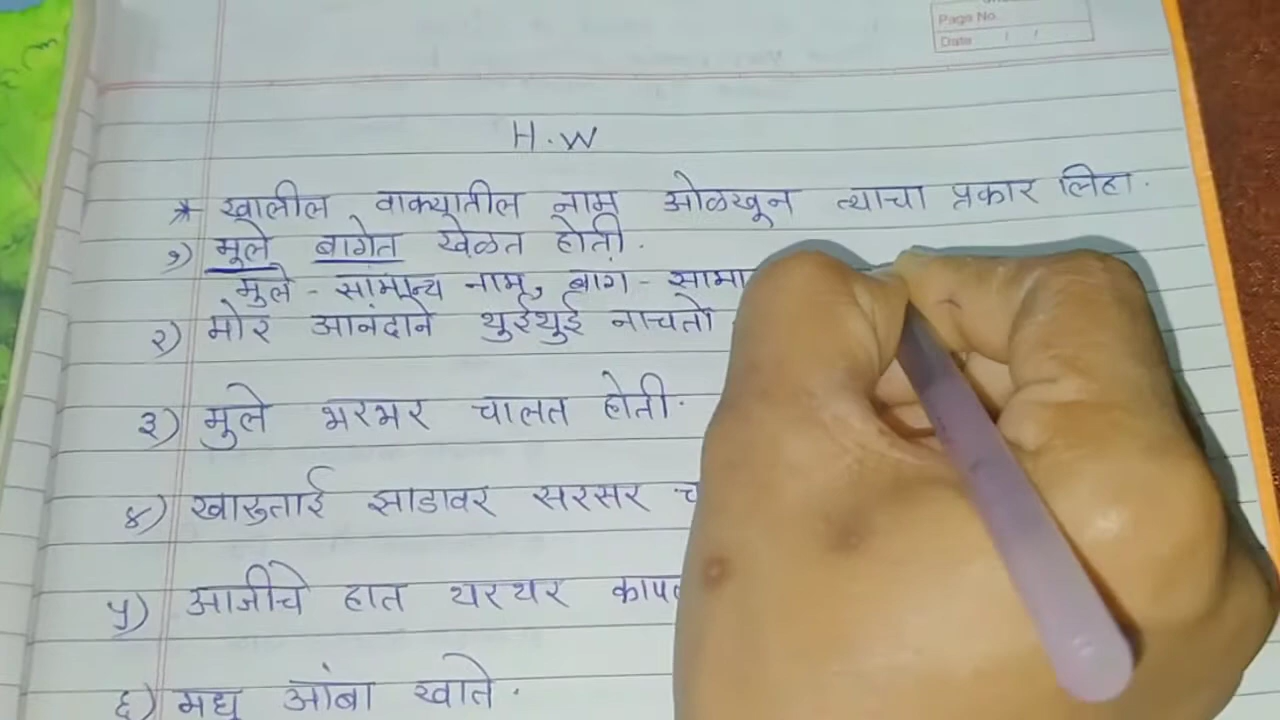 Page No.
Date / /
H.W
* खालील वाक्यातील नाम ओळखून त्याचा प्रकार लिहा.
१) मूले बागेत खेळत होती.
मुले - सामान्य नाम, बाग - सामा
२) मोर आनंदाने थुईथुई नाचतो
३) मुले भरभर चालत होती.
४) खारुताई झाडावर सरसर च
५) आजीचे हात थरथर काप
६) मधु आंबा खाते.